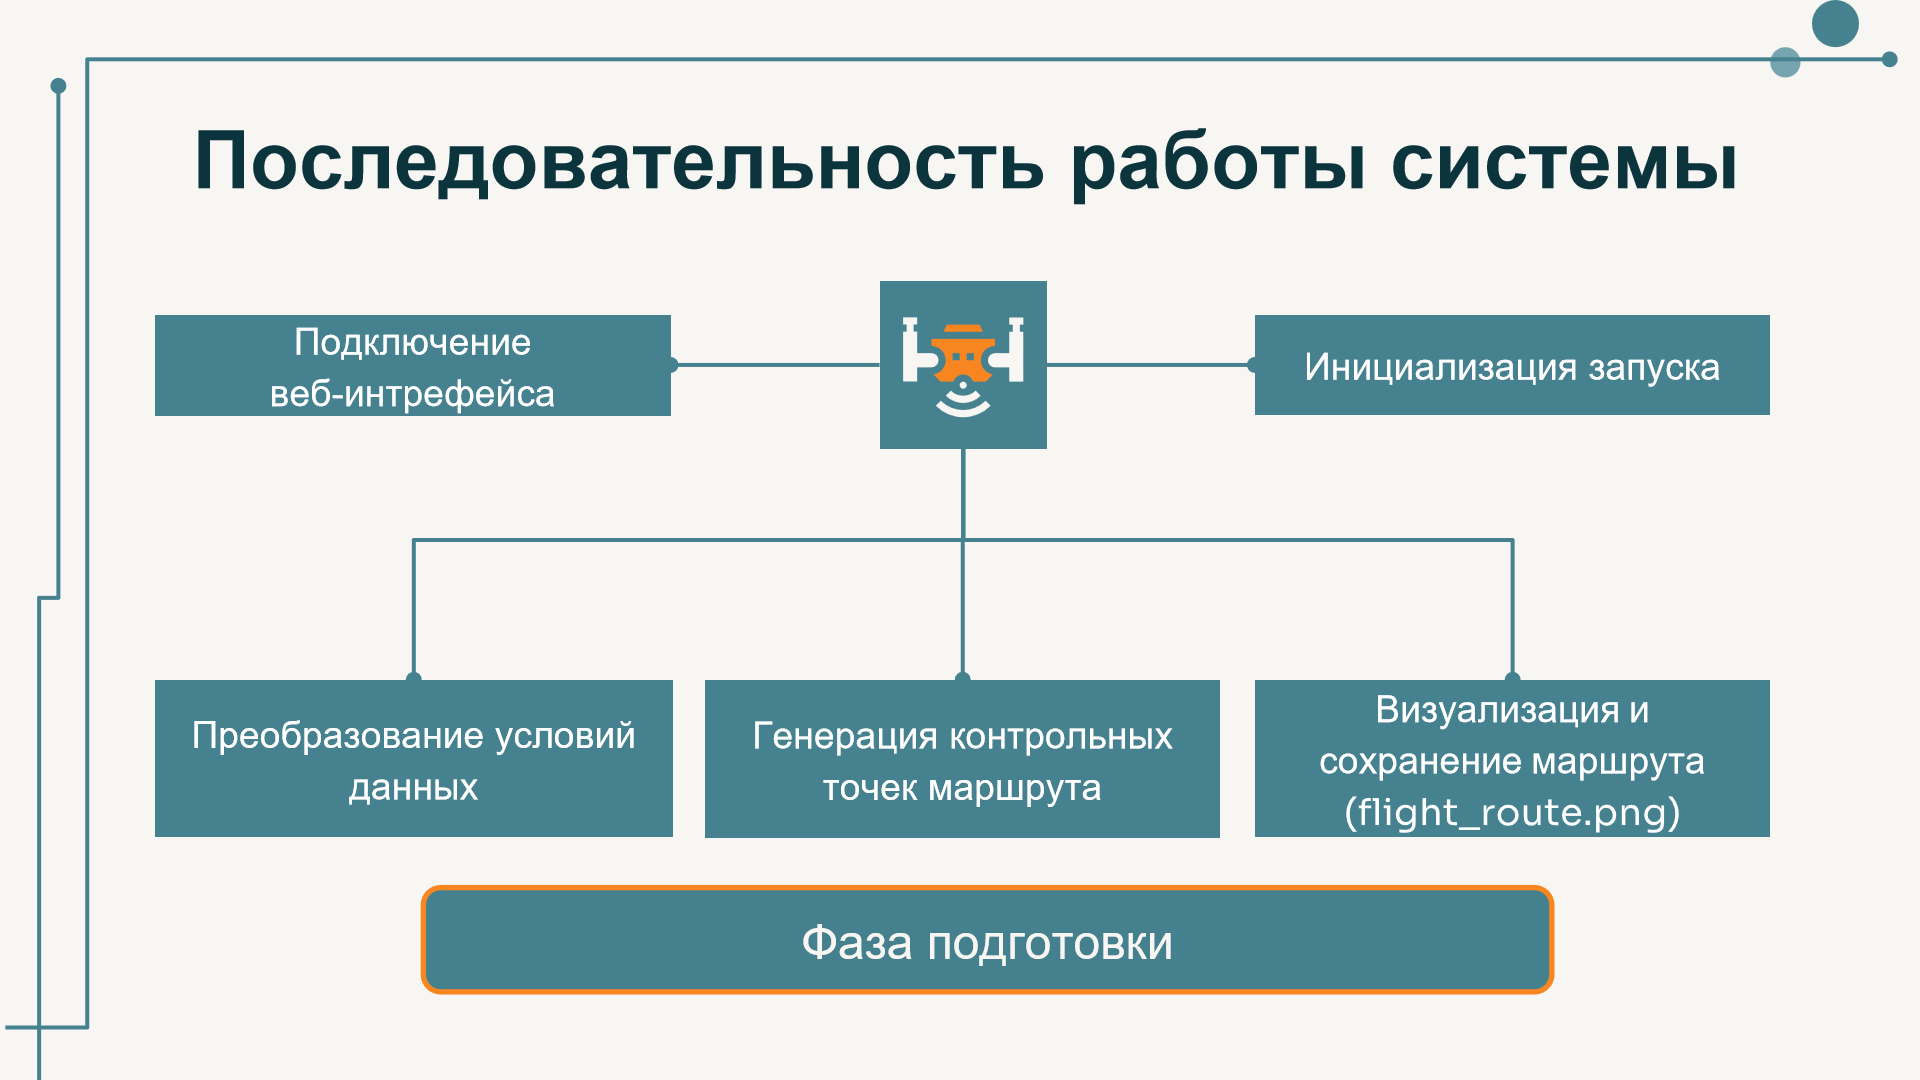 Последовательность работы системы
Подключение
веб-интрефейса
Инициализация запуска
Преобразование условий
данных
Генерация контрольных
точек маршрута
Визуализация и
сохранение маршрута
(flight_route.png)
Фаза подготовки